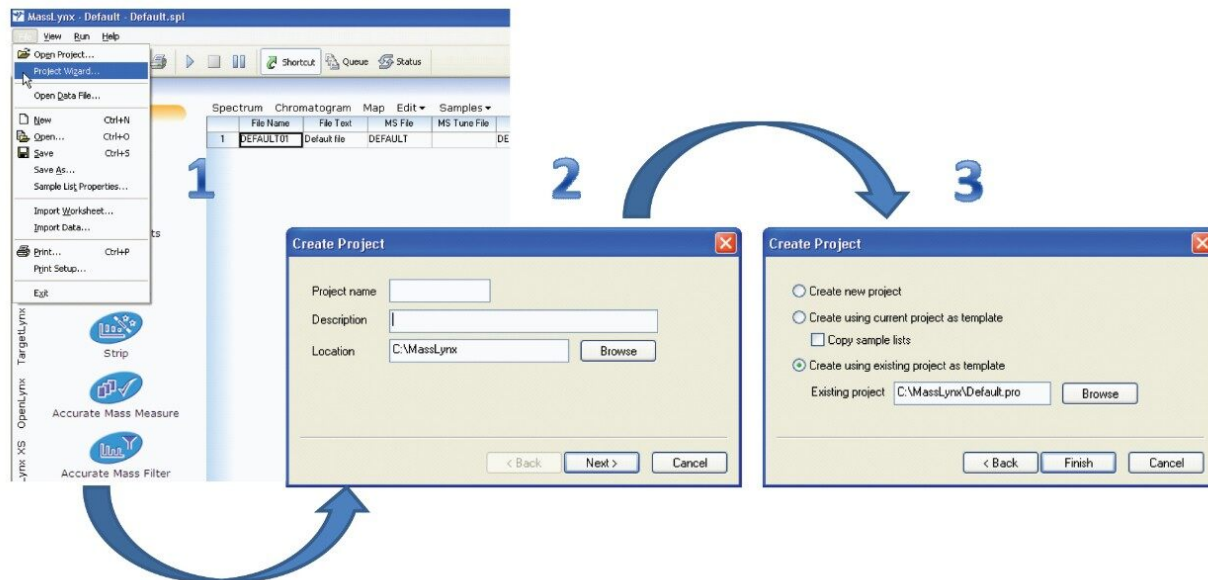 MassLynx - Default - Default.spl
View Run Help
Shortcut Queue Status
Open Project...
Project Wizard...
Open Data File...
New Ctrl+N
Open... Ctrl+O
Save Ctrl+S
Save As...
Sample List Properties...
Import Worksheet...
Import Data...
Print... Ctrl+P
Print Setup...
Exit
Spectrum Chromatogram Map Edit Samples
File Name File Text MS File MS Tune File
1 DEFAULT01 Default file DEFAULT DE
ts
1
TargetLynx
OpenLynx
Lynx XS
Strip
Accurate Mass Measure
Accurate Mass Filter
2
Create Project
Project name
Description
Location C:\MassLynx Browse
< Back Next > Cancel
3
Create Project
Create new project
Create using current project as template
Copy sample lists
Create using existing project as template
Existing project C:\MassLynx\Default.pro Browse
< Back Finish Cancel